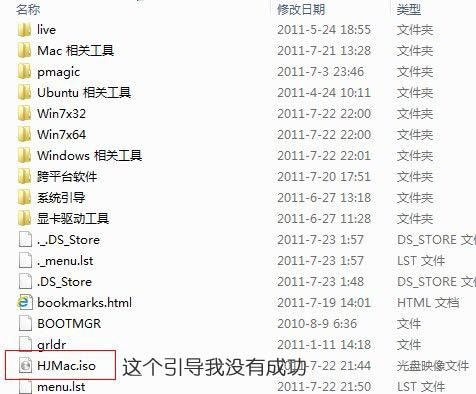 名称 修改日期 类型
live 2011-5-24 18:55 文件夹
Mac 相关工具 2011-7-21 13:28 文件夹
pmagic 2011-7-3 23:46 文件夹
Ubuntu 相关工具 2011-4-24 10:11 文件夹
Win7x32 2011-7-22 22:00 文件夹
Win7x64 2011-7-22 22:00 文件夹
Windows 相关工具 2011-7-22 22:01 文件夹
跨平台软件 2011-7-20 17:51 文件夹
系统引导 2011-6-27 13:18 文件夹
显卡驱动工具 2011-6-27 11:28 文件夹
._.DS_Store 2011-7-23 1:57 DS_STORE 文件
._menu.lst 2011-7-23 1:57 LST 文件
.DS_Store 2011-7-23 1:48 DS_STORE 文件
bookmarks.html 2011-7-19 14:01 HTML 文档
BOOTMGR 2010-8-9 6:36 文件
grldr 2011-1-11 14:18 文件
HJMac.iso 这个引导我没有成功 2011-7-22 21:44 光盘映像文件
menu.lst 2011-7-22 21:50 LST 文件